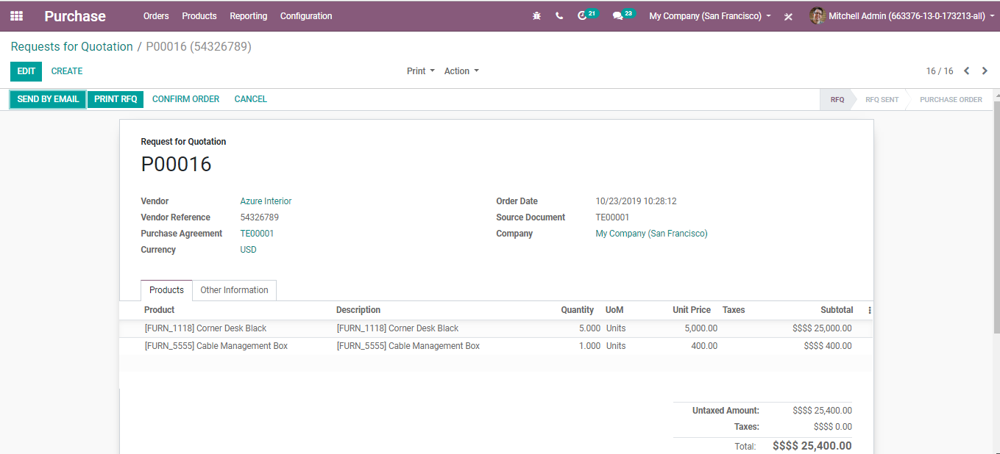 Purchase Orders Products Reporting Configuration 21 23 My Company (San Francisco) Mitchell Admin (663376-13-0-173213-all)
Requests for Quotation / P00016 (54326789)
EDIT CREATE Print Action 16 / 16
SEND BY EMAIL PRINT RFQ CONFIRM ORDER CANCEL RFQ RFQ SENT PURCHASE ORDER
Request for Quotation
P00016
Vendor Azure Interior Order Date 10/23/2019 10:28:12
Vendor Reference 54326789 Source Document TE00001
Purchase Agreement TE00001 Company My Company (San Francisco)
Currency USD
Products Other Information
Product Description Quantity UoM Unit Price Taxes Subtotal
[FURN_1118] Corner Desk Black [FURN_1118] Corner Desk Black 5.000 Units 5,000.00 $$$$ 25,000.00
[FURN_5555] Cable Management Box [FURN_5555] Cable Management Box 1.000 Units 400.00 $$$$ 400.00
Untaxed Amount: $$$$ 25,400.00
Taxes: $$$$ 0.00
Total: $$$$ 25,400.00